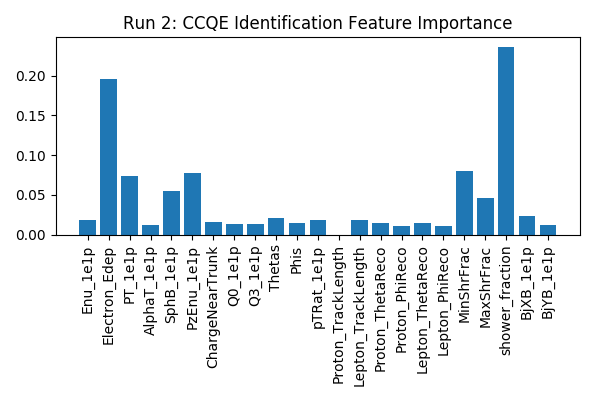 Run 2: CCQE Identification Feature Importance
0.20
0.15
0.10
0.05
0.00
Enu_1e1p
Electron_Edep
PT_1e1p
AlphaT_1e1p
SphB_1e1p
PzEnu_1e1p
ChargeNearTrunk
Q0_1e1p
Q3_1e1p
Thetas
Phis
pTRat_1e1p
Proton_TrackLength
Lepton_TrackLength
Proton_ThetaReco
Proton_PhiReco
Lepton_ThetaReco
Lepton_PhiReco
MinShrFrac
MaxShrFrac
shower_fraction
BjXB_1e1p
BjYB_1e1p